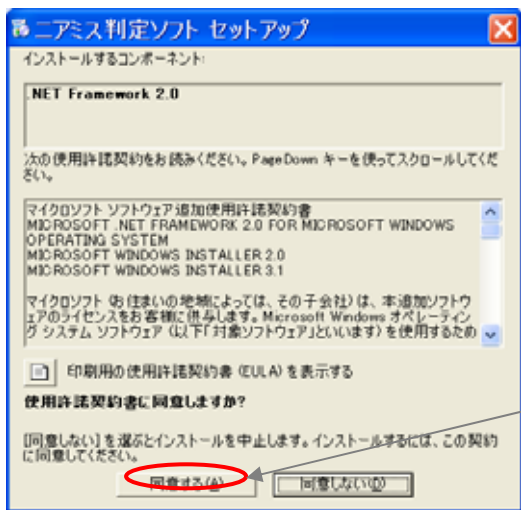 ニアミス判定ソフト セットアップ
インストールするコンポーネント:
.NET Framework 2.0
次の使用許諾契約をお読みください。PageDown キーを使ってスクロールしてくだ
さい。
マイクロソフト ソフトウェア追加使用許諾契約書
MICROSOFT .NET FRAMEWORK 2.0 FOR MICROSOFT WINDOWS
OPERATING SYSTEM
MICROSOFT WINDOWS INSTALLER 2.0
MICROSOFT WINDOWS INSTALLER 3.1
マイクロソフト (お住まいの地域によっては、その子会社) は、本追加ソフトウ
ェアのライセンスをお客様に供与します。Microsoft Windows オペレーティン
グ システム ソフトウェア (以下「対象ソフトウェア」といいます) を使用するため
印刷用の使用許諾契約書 (EULA) を表示する
使用許諾契約書に同意しますか?
[同意しない] を選ぶとインストールを中止します。インストールするには、この契約
に同意してください。
同意する(A)
同意しない(D)